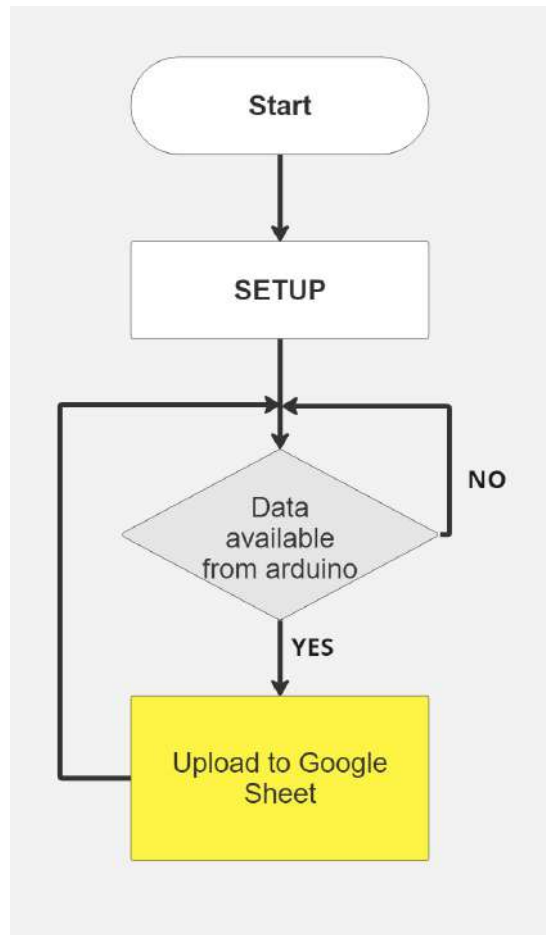 Start
SETUP
Data
available
from arduino
NO
YES
Upload to Google
Sheet